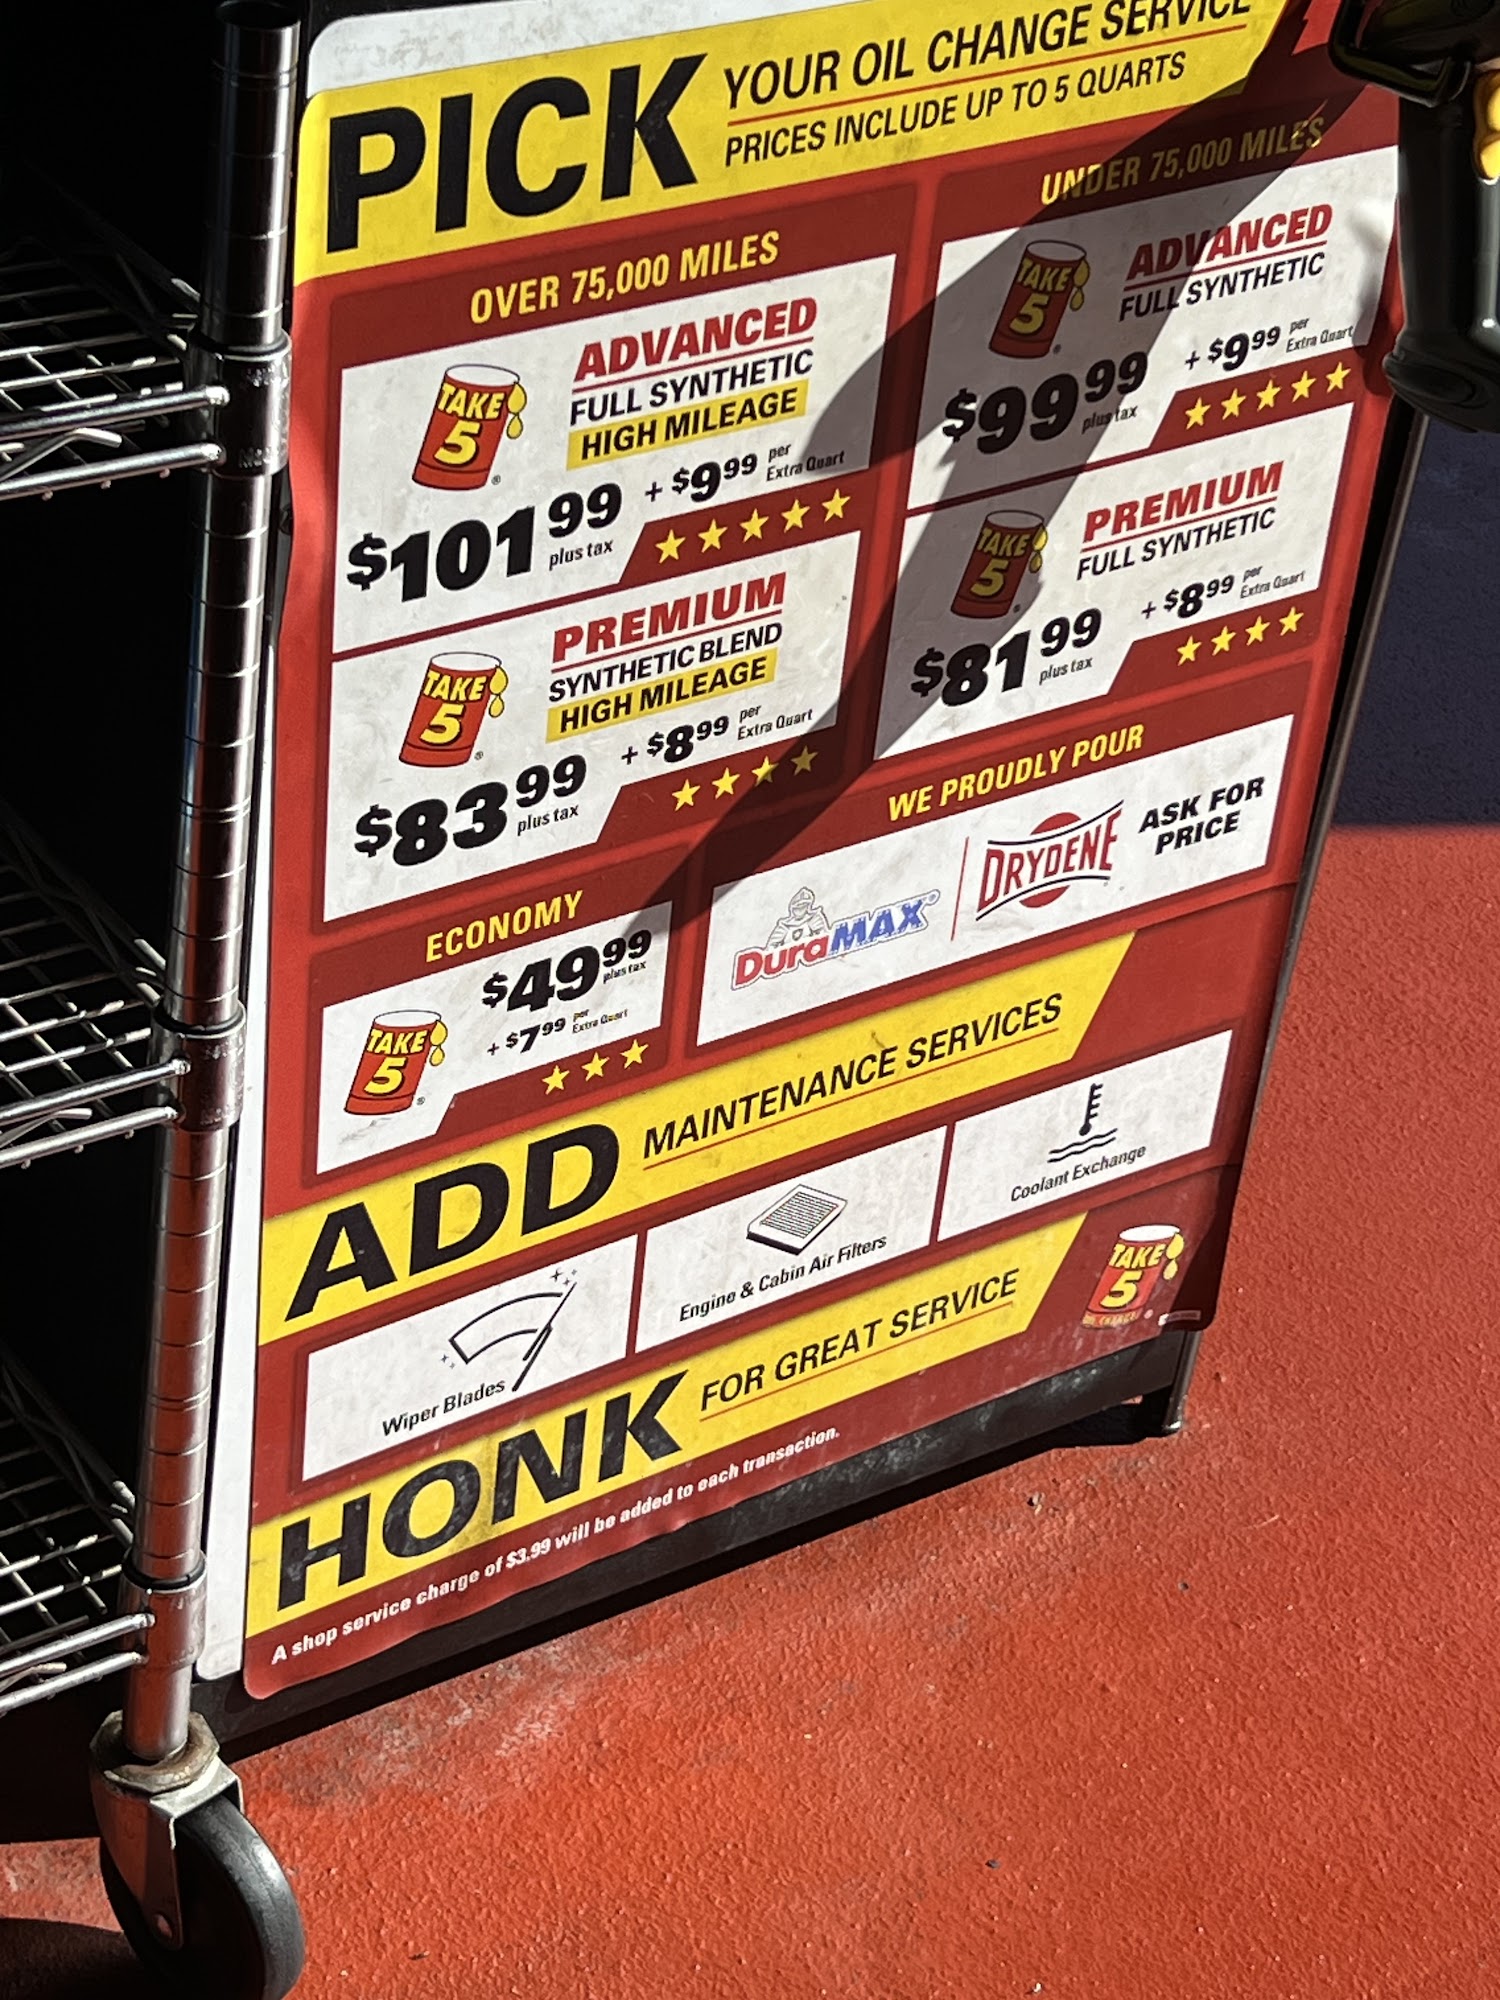 PICK
YOUR OIL CHANGE SERVICE
PRICES INCLUDE UP TO 5 QUARTS
OVER 75,000 MILES
TAKE
5
ADVANCED
FULL SYNTHETIC
HIGH MILEAGE
$101 99
plus tax
+ $9 99
per
Extra Quart
TAKE
5
PREMIUM
SYNTHETIC BLEND
HIGH MILEAGE
$83 99
plus tax
+ $8 99
per
Extra Quart
UNDER 75,000 MILES
TAKE
5
ADVANCED
FULL SYNTHETIC
$99 99
plus tax
+ $9 99
per
Extra Quart
TAKE
5
PREMIUM
FULL SYNTHETIC
$81 99
plus tax
+ $8 99
per
Extra Quart
ECONOMY
TAKE
5
$49 99
plus tax
+ $7 99
per
Extra Quart
WE PROUDLY POUR
DuraMAX
DRYDENE
ASK FOR
PRICE
ADD
MAINTENANCE SERVICES
Wiper Blades
Engine & Cabin Air Filters
Coolant Exchange
HONK
FOR GREAT SERVICE
TAKE
5
OIL CHANGE
A shop service charge of $3.99 will be added to each transaction.